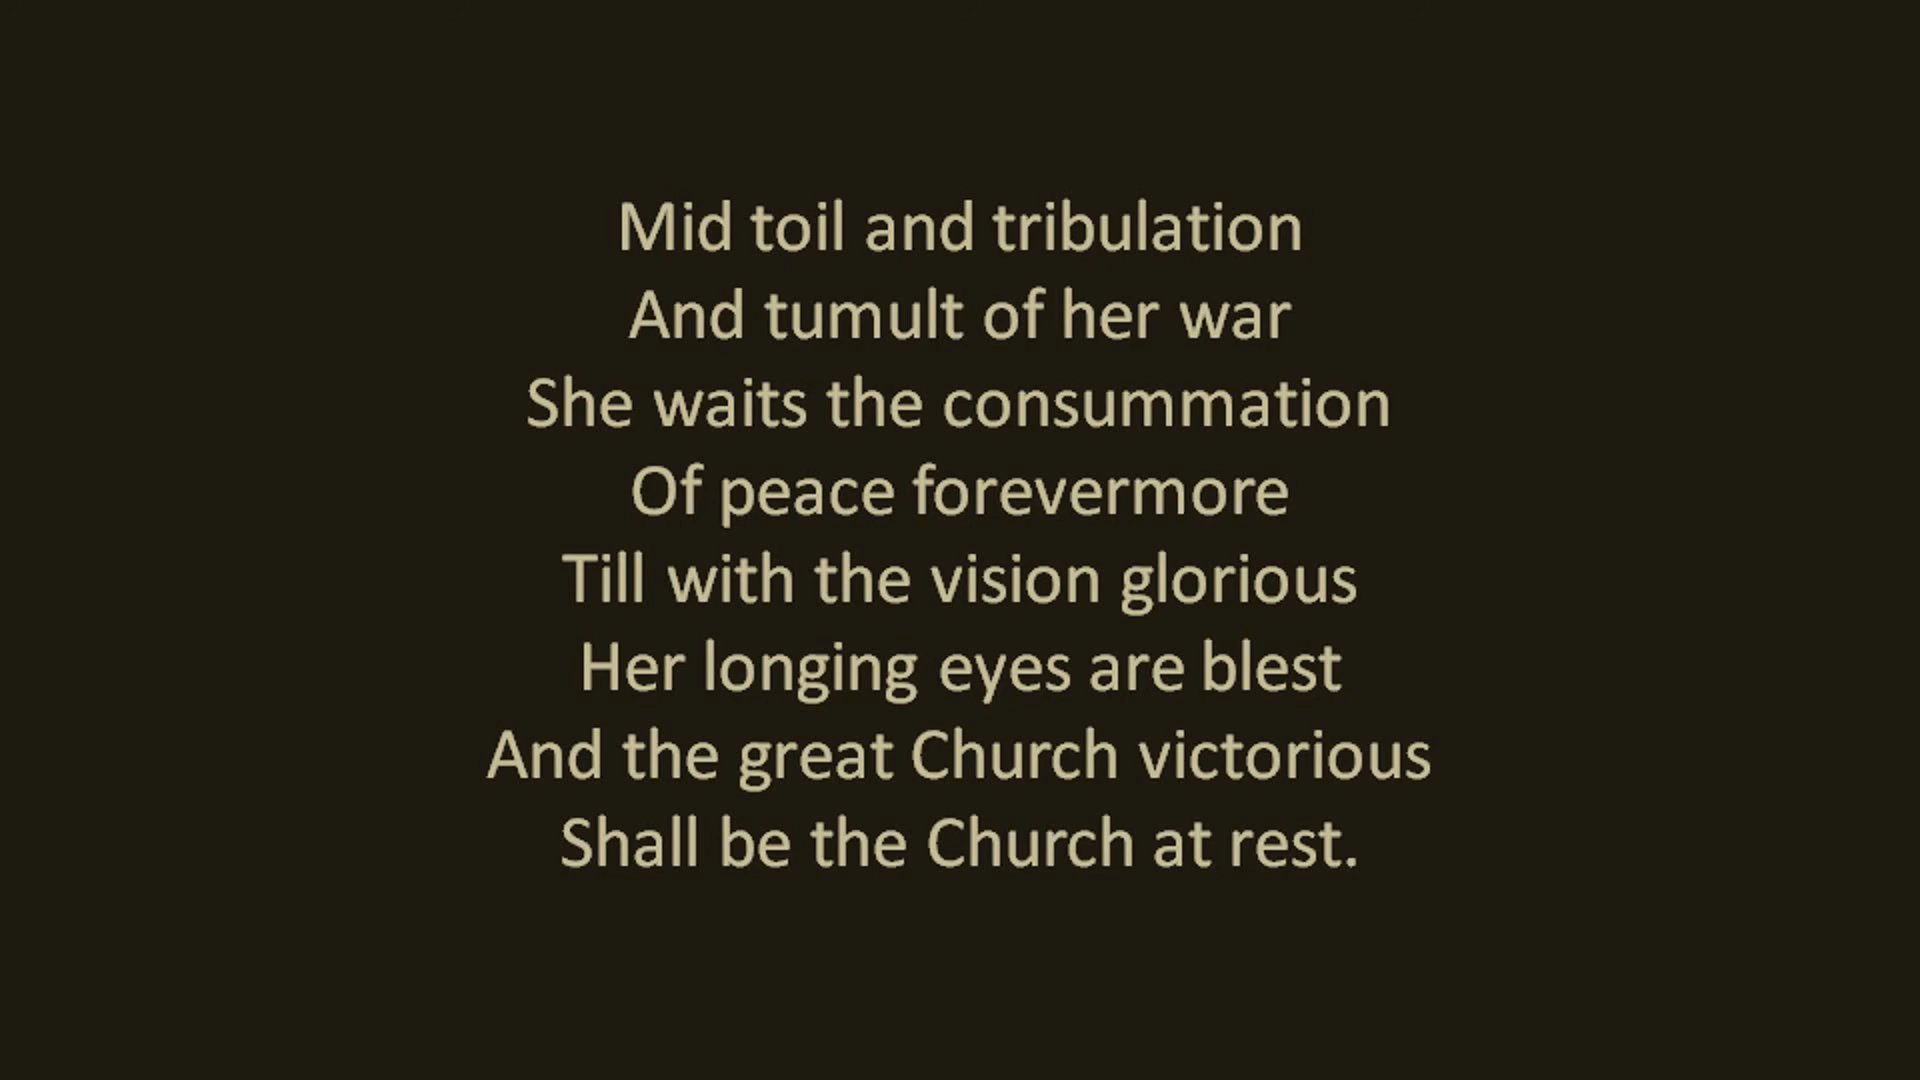 Mid toil and tribulation
And tumult of her war
She waits the consummation
Of peace forevermore
Till with the vision glorious
Her longing eyes are blest
And the great Church victorious
Shall be the Church at rest.